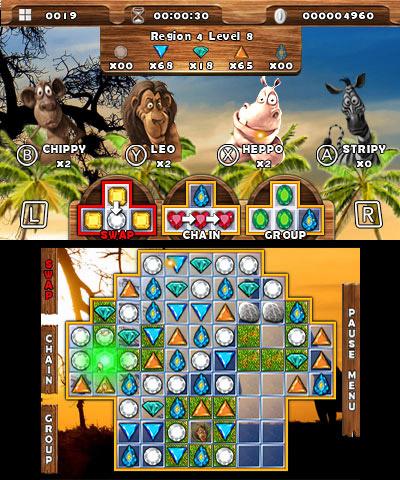 0019
00:00:30
000004960
Region 4 Level 8
x00 x68 x18 x65 x00
B CHIPPY x2
Y LEO x2
X HEPPO x2
A STRIPY x0
L
R
SWAP
CHAIN
GROUP
SWAP
CHAIN
GROUP
PAUSE MENU